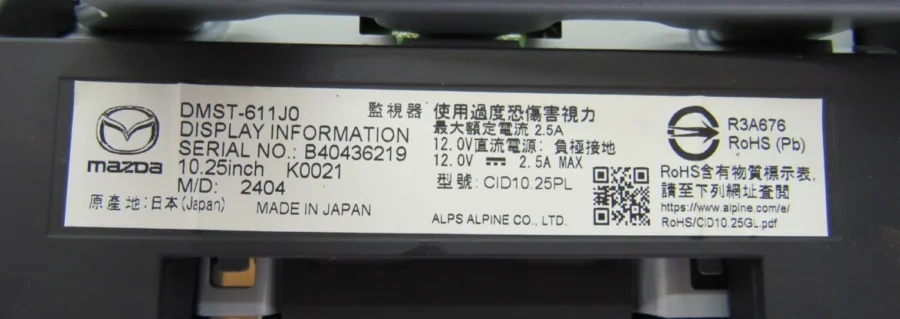 mazda
DMST-611J0
DISPLAY INFORMATION
SERIAL NO.: B40436219
10.25inch K0021
M/D: 2404
原產地:日本(Japan) MADE IN JAPAN
監視器 使用過度恐傷害視力
最大額定電流 2.5A
12.0V直流電源: 負極接地
12.0V ⎓ 2.5A MAX
型號: CID10.25PL
ALPS ALPINE CO., LTD.
R3A676
RoHS (Pb)
RoHS含有物質標示表,
請至下列網址查閱
https://www.alpine.com/e/
RoHS/CID10.25GL.pdf